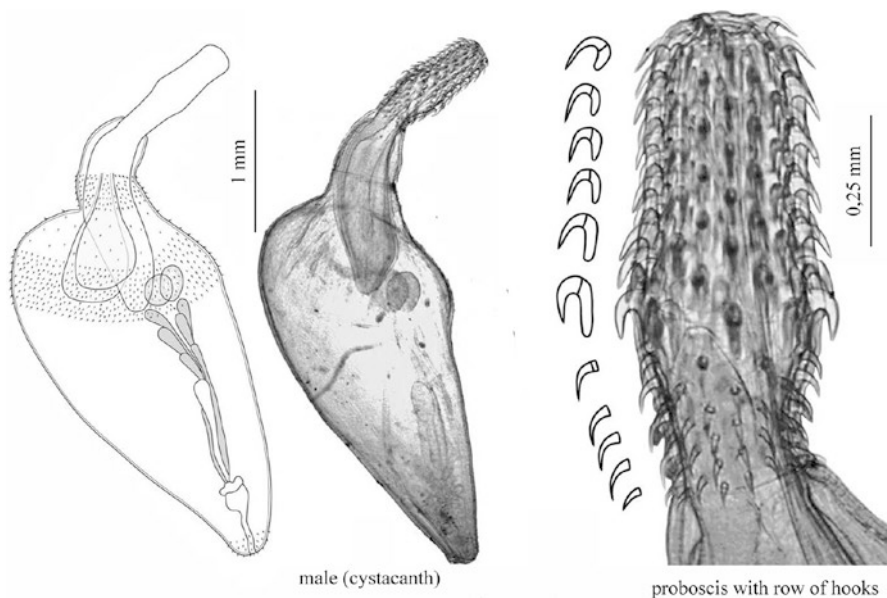 1 mm
0,25 mm
male (cystacanth)
proboscis with row of hooks